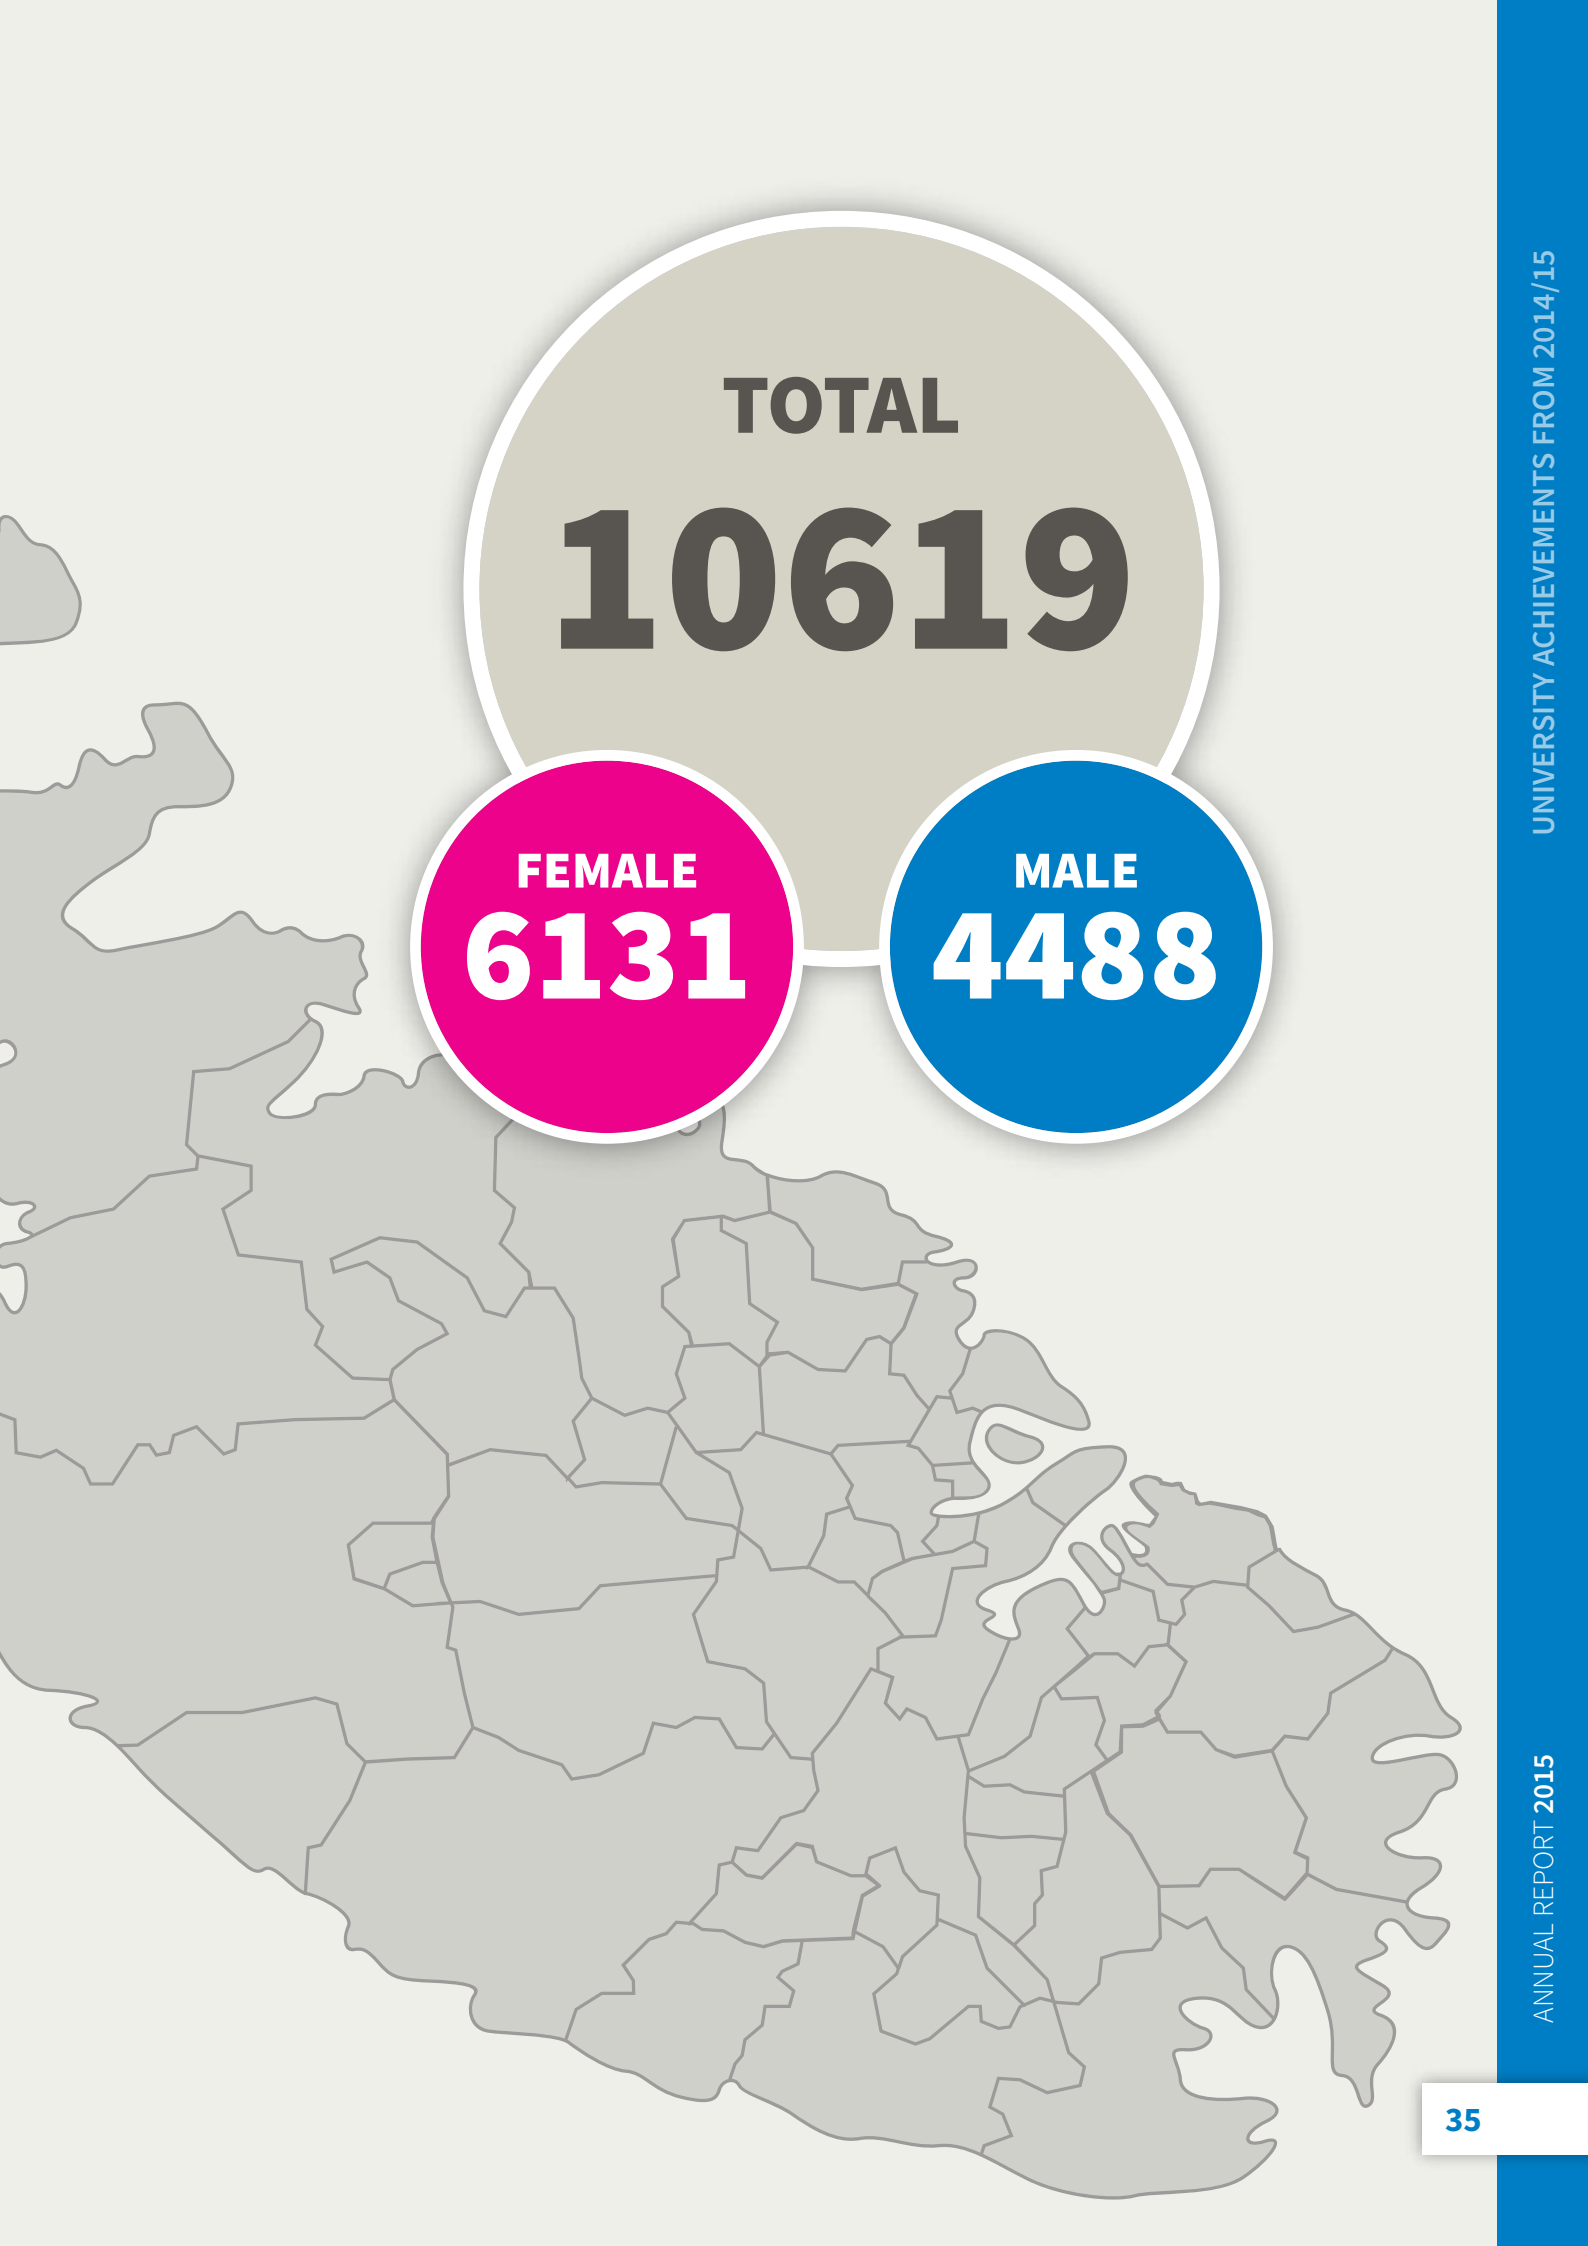 TOTAL
10619
FEMALE
6131
MALE
4488
UNIVERSITY ACHIEVEMENTS FROM 2014/15
ANNUAL REPORT 2015
35